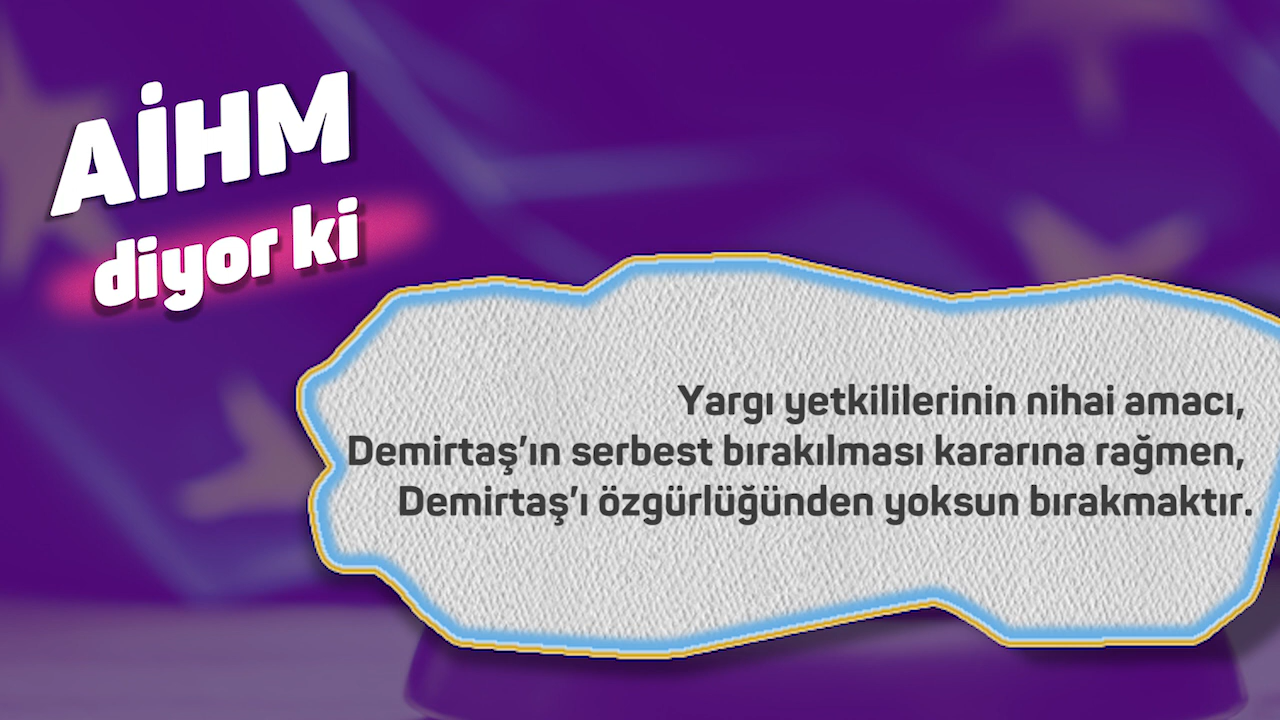 AİHM
diyor ki
Yargı yetkililerinin nihai amacı,
Demirtaş’ın serbest bırakılması kararına rağmen,
Demirtaş’ı özgürlüğünden yoksun bırakmaktır.